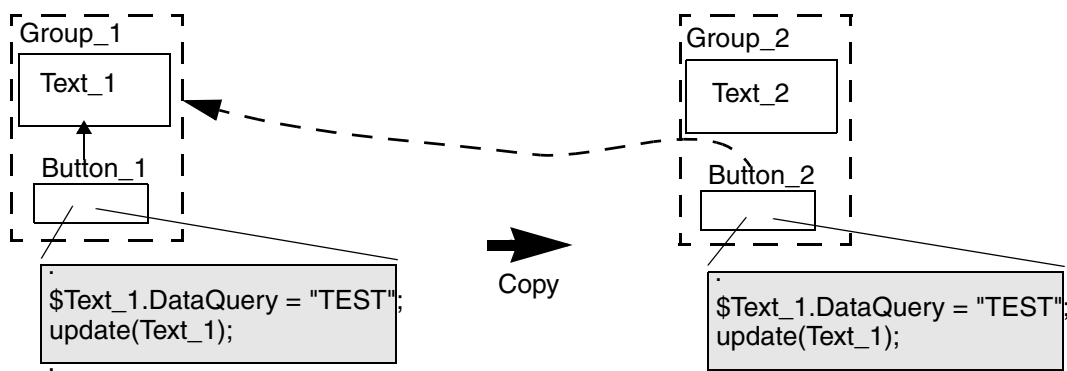 Group_1
Text_1
Button_1
.
$Text_1.DataQuery = "TEST";
update(Text_1);
.
Copy
Group_2
Text_2
Button_2
.
$Text_1.DataQuery = "TEST";
update(Text_1);